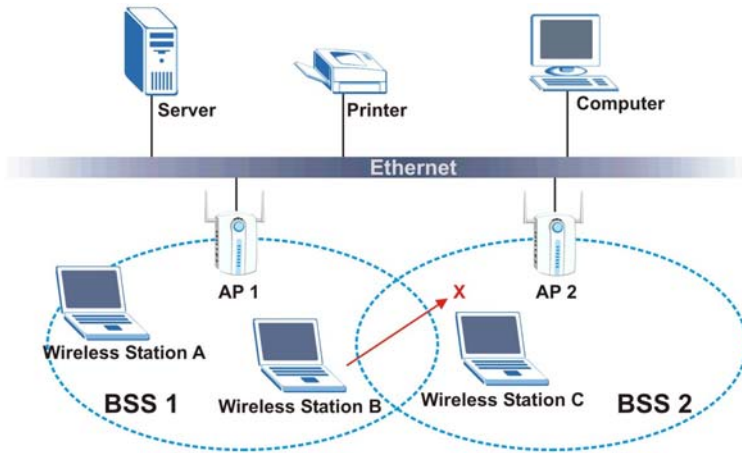 Server
Printer
Computer
Ethernet
AP 1
X
AP 2
Wireless Station A
Wireless Station B
Wireless Station C
BSS 1
BSS 2